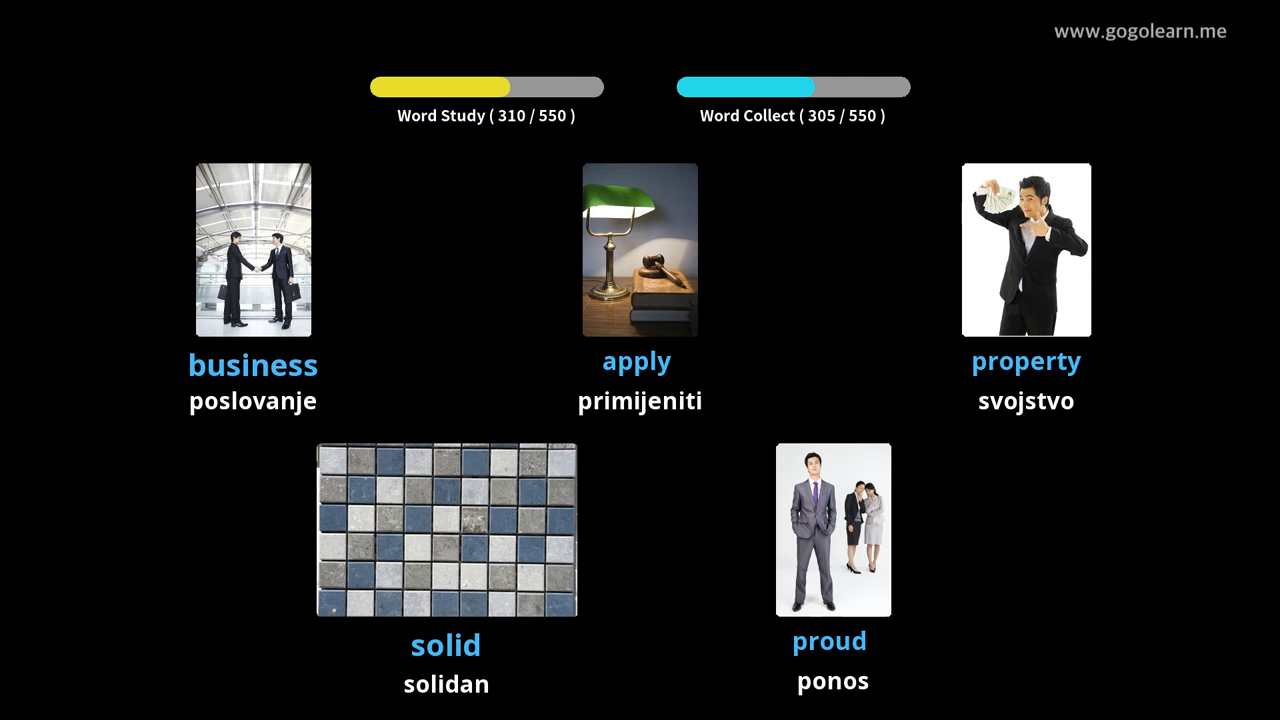 www.gogolearn.me
Word Study ( 310 / 550 )
Word Collect ( 305 / 550 )
business
apply
property
poslovanje
primijeniti
svojstvo
solid
proud
solidan
ponos